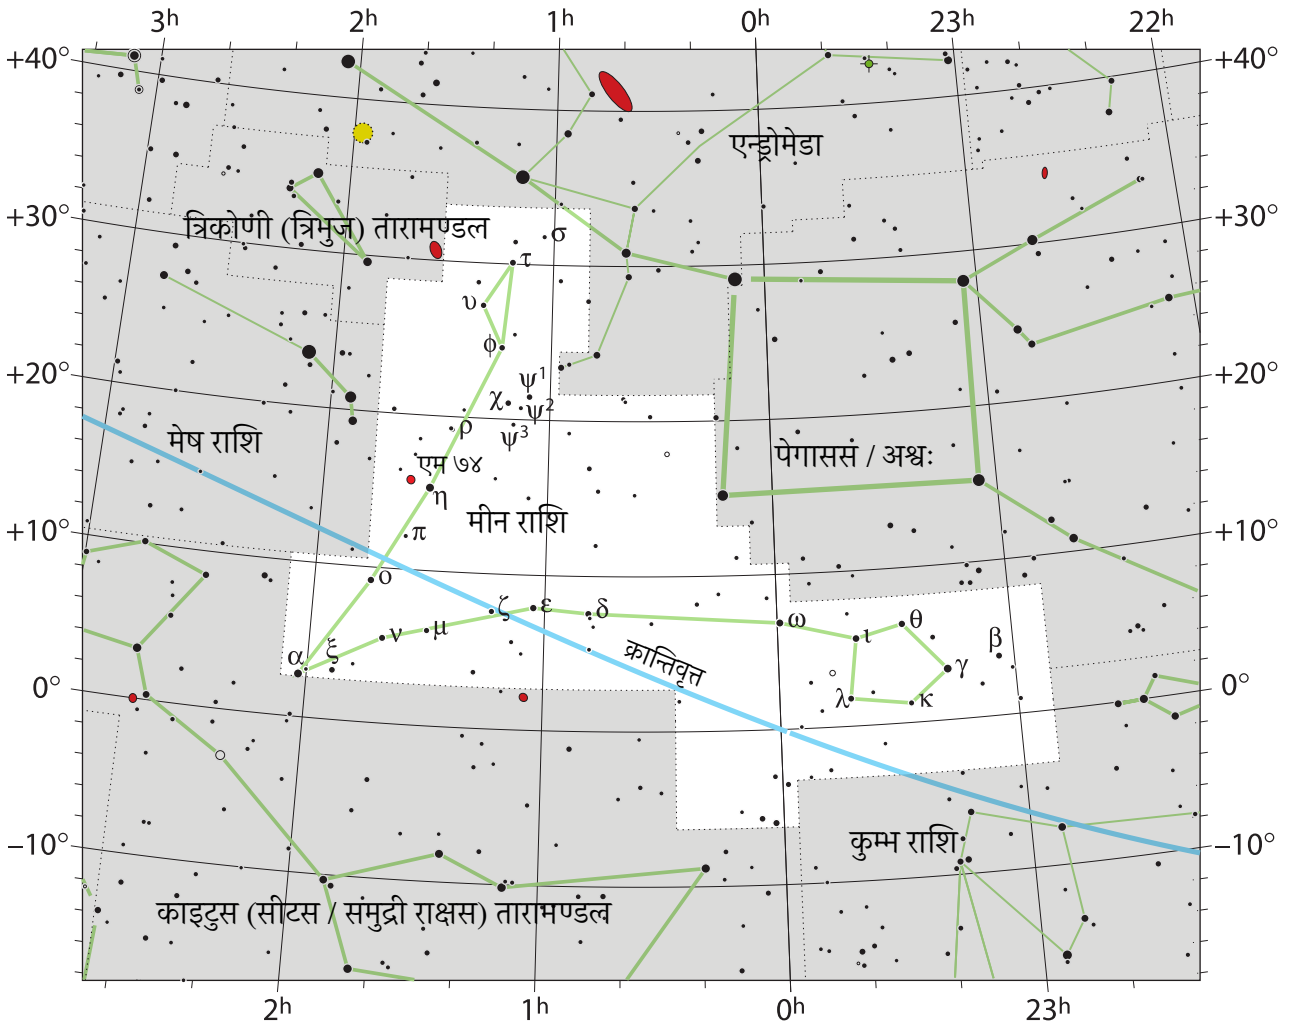 3h 2h 1h 0h 23h 22h
+40° +40°
एन्ड्रोमेडा
+30° त्रिकोणी (त्रिभुज) तारामण्डल σ +30°
τ
υ
φ
+20° ψ1 +20°
χ ψ2
ρ ψ3
मेष राशि
एम ७४ पेगासस / अश्वः
η
मीन राशि
+10° π +10°
ο
ζ ε δ
μ ω θ
ν ι β
α ξ क्रान्तिवृत्त γ
0° λ κ 0°
−10° कुम्भ राशि −10°
काइटुस (सीटस / समुद्री राक्षस) तारामण्डल
2h 1h 0h 23h